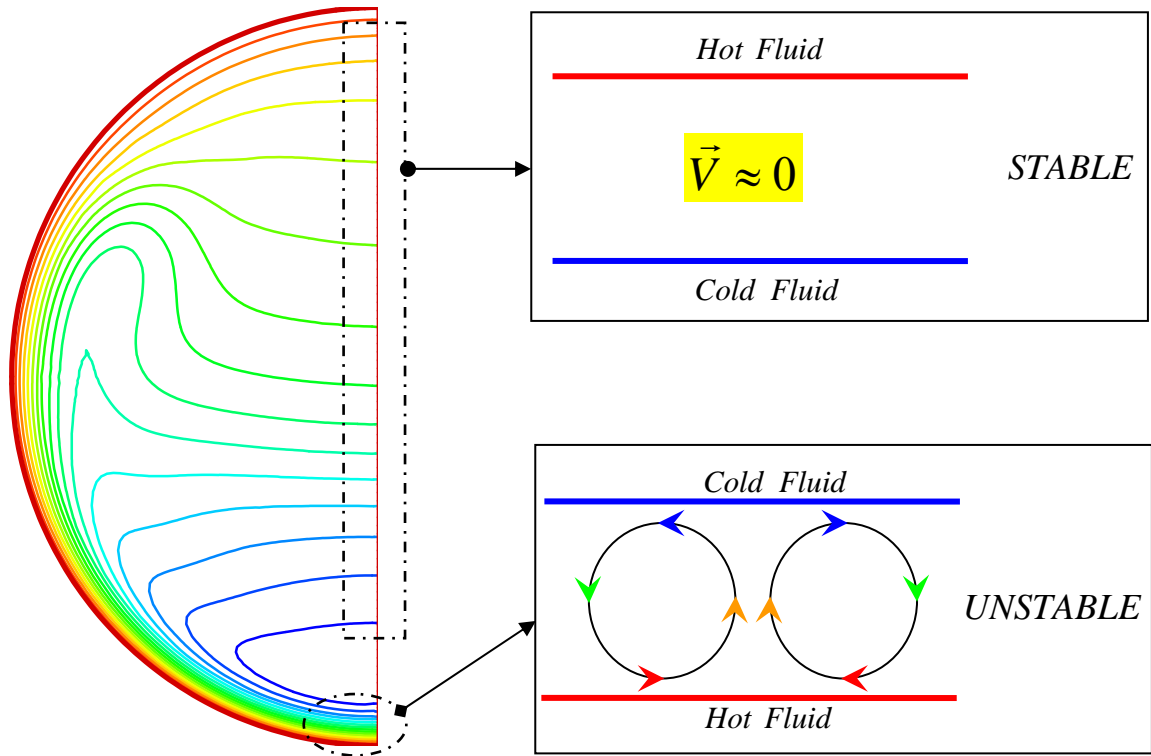 Hot Fluid
V⃗ ≈ 0
STABLE
Cold Fluid
Cold Fluid
UNSTABLE
Hot Fluid